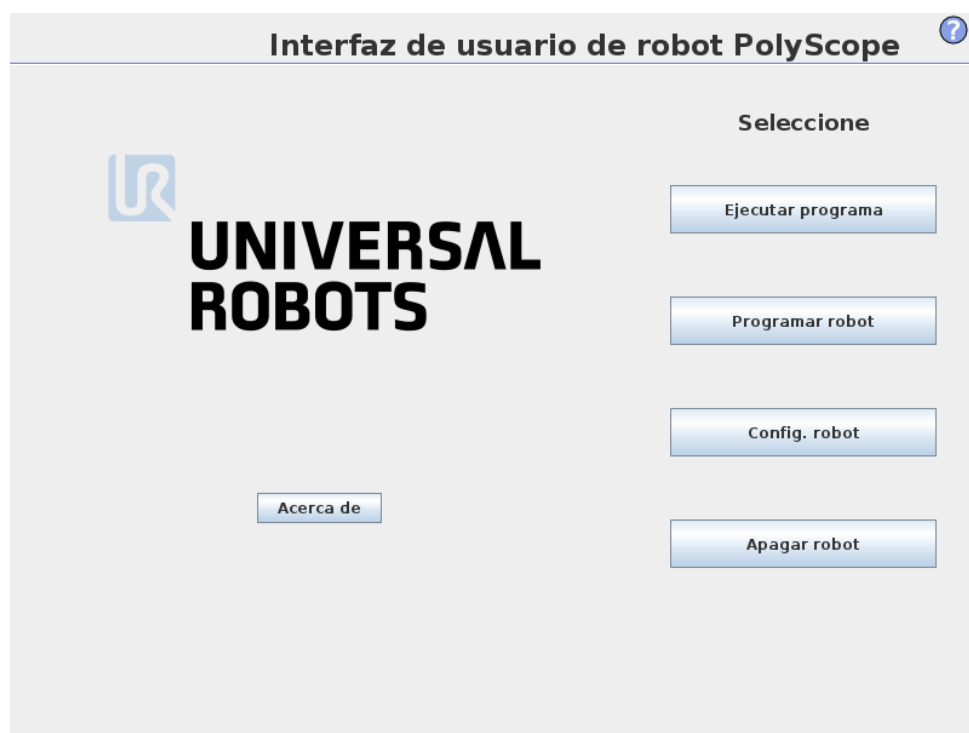 Interfaz de usuario de robot PolyScope
?
Seleccione
UR
UNIVERSAL
ROBOTS
Ejecutar programa
Programar robot
Config. robot
Acerca de
Apagar robot